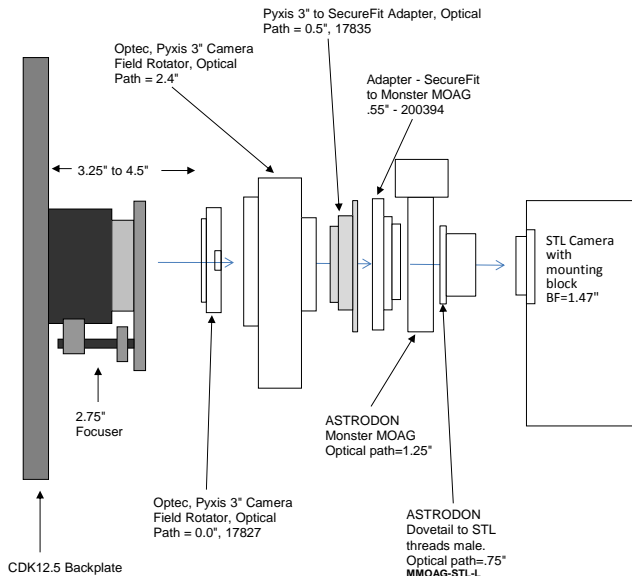 Pyxis 3" to SecureFit Adapter, Optical
Path = 0.5", 17835
Optec, Pyxis 3" Camera
Field Rotator, Optical
Path = 2.4"
Adapter - SecureFit
to Monster MOAG
.55" - 200394
3.25" to 4.5"
STL Camera
with
mounting
block
BF=1.47"
2.75"
Focuser
ASTRODON
Monster MOAG
Optical path=1.25"
Optec, Pyxis 3" Camera
Field Rotator, Optical
Path = 0.0", 17827
ASTRODON
Dovetail to STL
threads male.
Optical path=.75"
MMOAG-STL-L
CDK12.5 Backplate